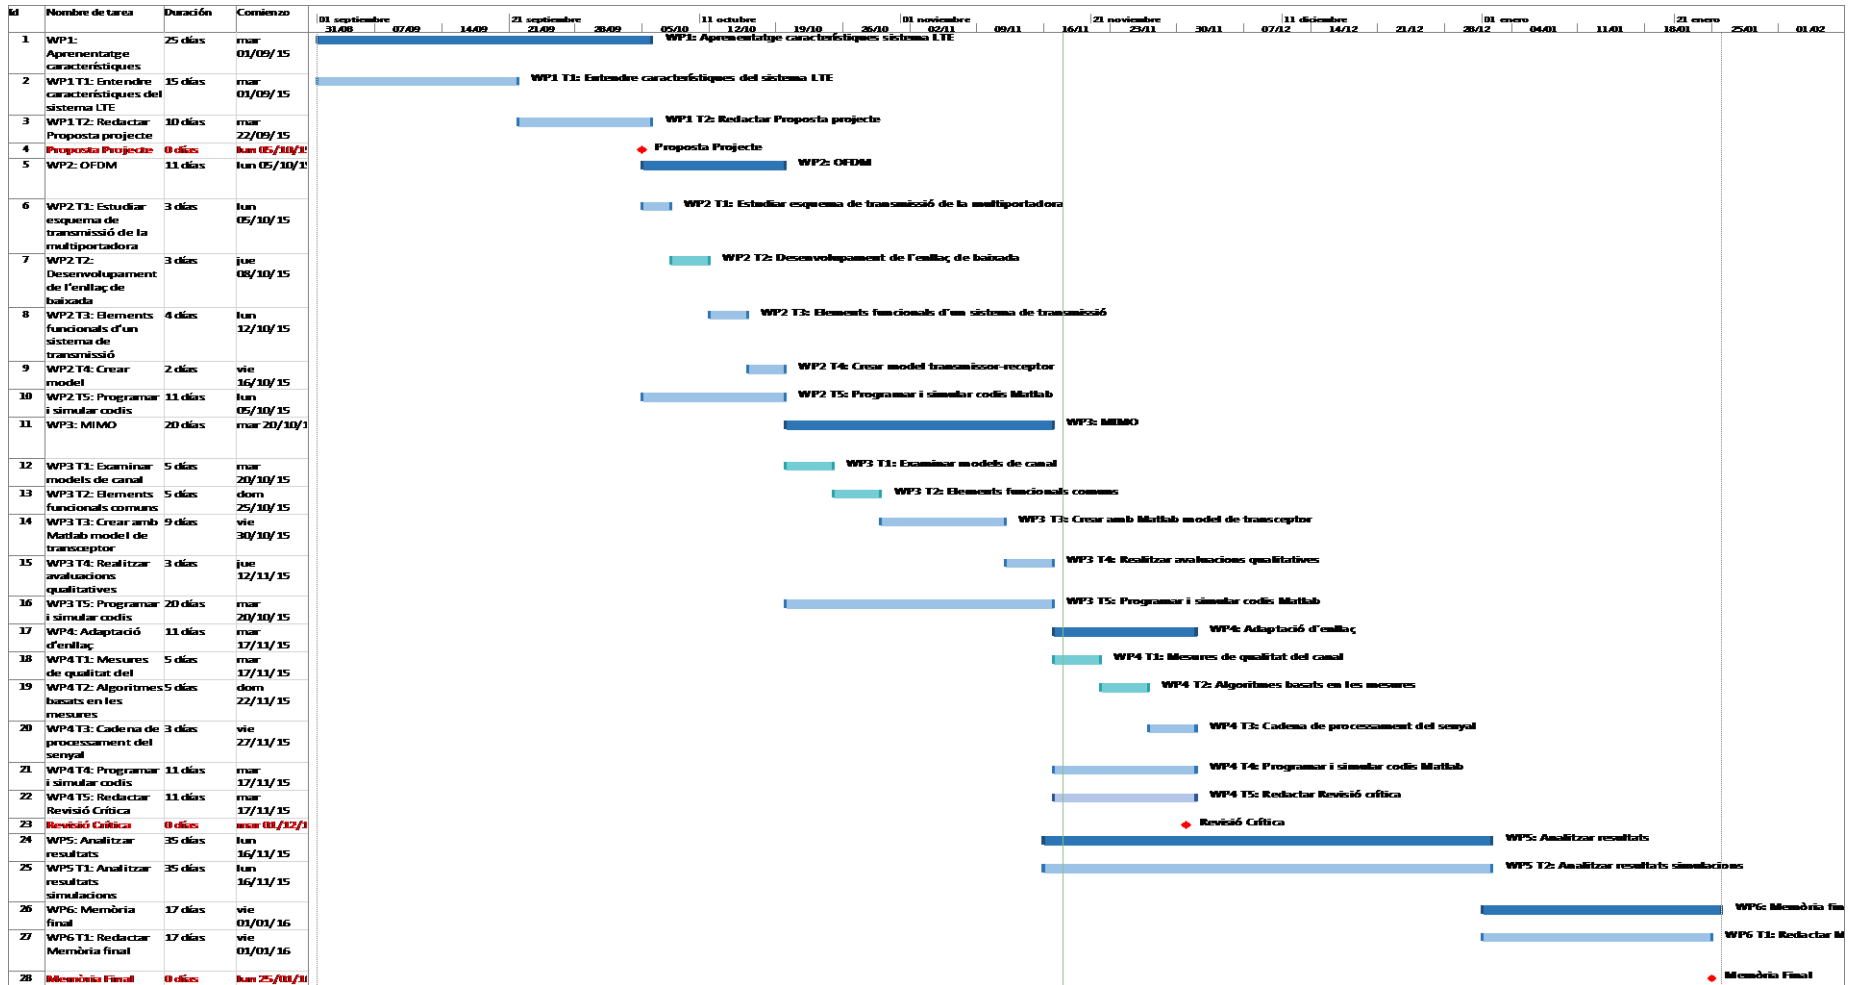 Id Nombre de tarea Duración Comienzo
01 septiembre 21 septiembre 11 octubre 01 noviembre 21 noviembre 11 diciembre 01 enero 21 enero
31/08 07/09 14/09 21/09 28/09 05/10 12/10 19/10 26/10 02/11 09/11 16/11 23/11 30/11 07/12 14/12 21/12 28/12 04/01 11/01 18/01 25/01 01/02
1 WP1: 25 días mar WP1: Aprenentatge característiques sistema LTE
Aprenentatge 01/09/15
característiques
2 WP1 T1: Entendre 15 días mar WP1 T1: Entendre característiques del sistema LTE
característiques del 01/09/15
sistema LTE
3 WP1 T2: Redactar 10 días mar WP1 T2: Redactar Proposta projecte
Proposta projecte 22/09/15
4 Proposta Projecte 0 días lun 05/10/1 Proposta Projecte
5 WP2: OFDM 11 días lun 05/10/1 WP2: OFDM
6 WP2 T1: Estudiar 3 días lun WP2 T1: Estudiar esquema de transmissió de la multiportadora
esquema de 05/10/15
transmissió de la
multiportadora
7 WP2 T2: 3 días jue WP2 T2: Desenvolupament de l'enllaç de baixada
Desenvolupament 08/10/15
de l'enllaç de
baixada
8 WP2 T3: Elements 4 días lun WP2 T3: Elements funcionals d'un sistema de transmissió
funcionals d'un 12/10/15
sistema de
transmissió
9 WP2 T4: Crear 2 días vie WP2 T4: Crear model transmissor-receptor
model 16/10/15
10 WP2 T5: Programar 11 días lun WP2 T5: Programar i simular codis Matlab
i simular codis 05/10/15
11 WP3: MIMO 20 días mar 20/10/1 WP3: MIMO
12 WP3 T1: Examinar 5 días mar WP3 T1: Examinar models de canal
models de canal 20/10/15
13 WP3 T2: Elements 5 días dom WP3 T2: Elements funcionals comuns
funcionals comuns 25/10/15
14 WP3 T3: Crear amb 9 días vie WP3 T3: Crear amb Matlab model de transceptor
Matlab model de 30/10/15
transceptor
15 WP3 T4: Realitzar 3 días jue WP3 T4: Realitzar avaluacions qualitatives
avaluacions 12/11/15
qualitatives
16 WP3 T5: Programar 20 días mar WP3 T5: Programar i simular codis Matlab
i simular codis 20/10/15
17 WP4: Adaptació 11 días mar WP4: Adaptació d'enllaç
d'enllaç 17/11/15
18 WP4 T1: Mesures 5 días mar WP4 T1: Mesures de qualitat del canal
de qualitat del 17/11/15
19 WP4 T2: Algoritmes 5 días dom WP4 T2: Algoritmes basats en les mesures
basats en les 22/11/15
mesures
20 WP4 T3: Cadena de 3 días vie WP4 T3: Cadena de processament del senyal
processament del 27/11/15
senyal
21 WP4 T4: Programar 11 días mar WP4 T4: Programar i simular codis Matlab
i simular codis 17/11/15
22 WP4 T5: Redactar 11 días mar WP4 T5: Redactar Revisió crítica
Revisió Crítica 17/11/15
23 Revisió Crítica 0 días mar 01/12/1 Revisió Crítica
24 WP5: Analitzar 35 días lun WP5: Analitzar resultats
resultats 16/11/15
25 WP5 T1: Analitzar 35 días lun WP5 T2: Analitzar resultats simulacions
resultats 16/11/15
simulacions
26 WP6: Memòria 17 días vie WP6: Memòria fin
final 01/01/16
27 WP6 T1: Redactar 17 días vie WP6 T1: Redactar M
Memòria final 01/01/16
28 Memòria Final 0 días lun 25/01/1 Memòria Final